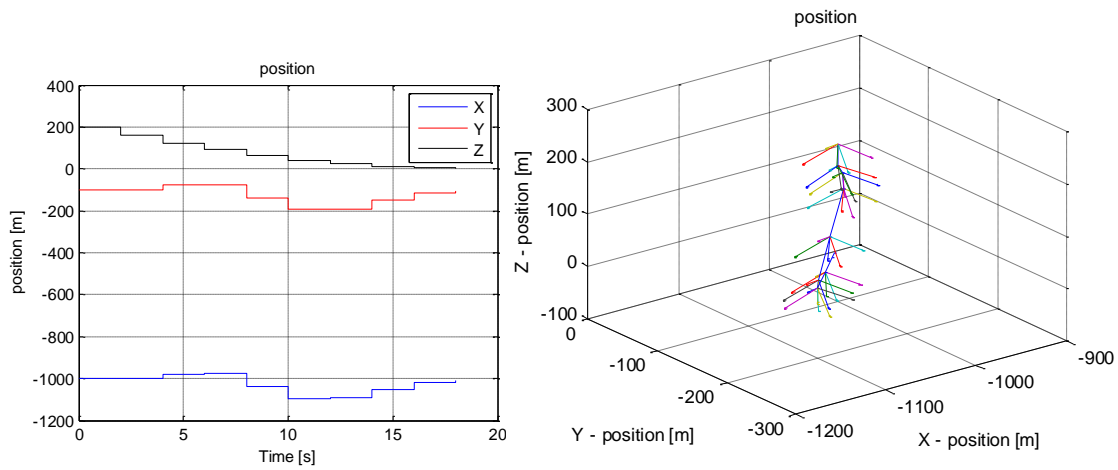 position
400
200
0
-200
-400
-600
-800
-1000
-1200
0
5
10
15
20
position [m]
Time [s]
X
Y
Z
position
300
200
100
0
-100
Z - position [m]
0
-100
-200
-300
Y - position [m]
-1200
-1100
-1000
-900
X - position [m]